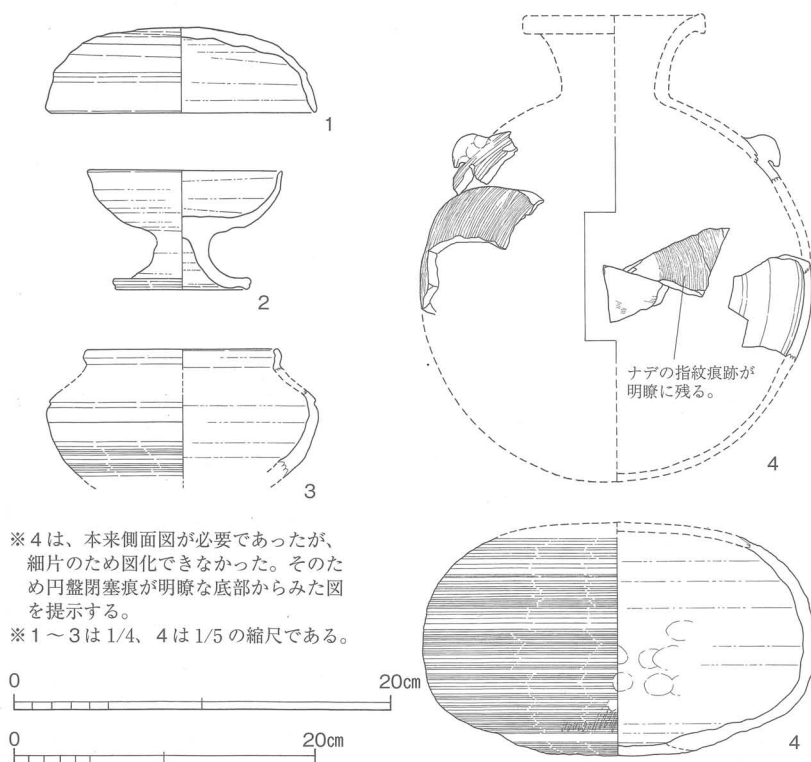 1
2
3
ナデの指紋痕跡が
明瞭に残る。
4
※4は、本来側面図が必要であったが、
細片のため図化できなかった。そのた
め円盤閉塞痕が明瞭な底部からみた図
を提示する。
※1～3は1/4、4は1/5の縮尺である。
0 20cm
0 20cm
4